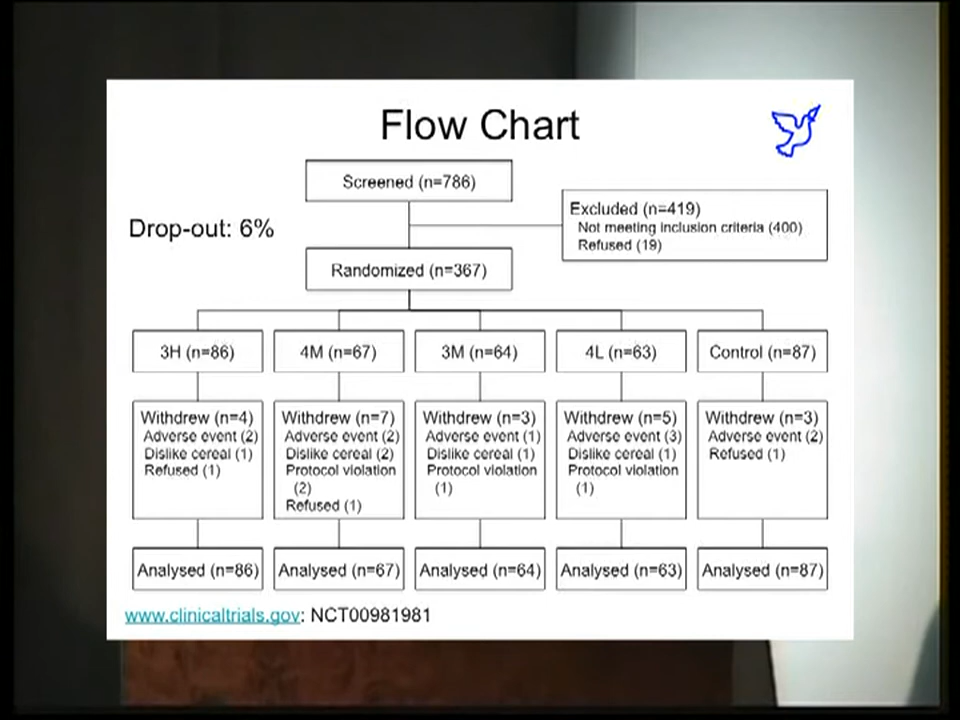 Flow Chart
Screened (n=786)
Excluded (n=419)
Not meeting inclusion criteria (400)
Refused (19)
Drop-out: 6%
Randomized (n=367)
3H (n=86)
4M (n=67)
3M (n=64)
4L (n=63)
Control (n=87)
Withdrew (n=4)
Adverse event (2)
Dislike cereal (1)
Refused (1)
Withdrew (n=7)
Adverse event (2)
Dislike cereal (2)
Protocol violation
(2)
Refused (1)
Withdrew (n=3)
Adverse event (1)
Dislike cereal (1)
Protocol violation
(1)
Withdrew (n=5)
Adverse event (3)
Dislike cereal (1)
Protocol violation
(1)
Withdrew (n=3)
Adverse event (2)
Refused (1)
Analysed (n=86)
Analysed (n=67)
Analysed (n=64)
Analysed (n=63)
Analysed (n=87)
www.clinicaltrials.gov: NCT00981981